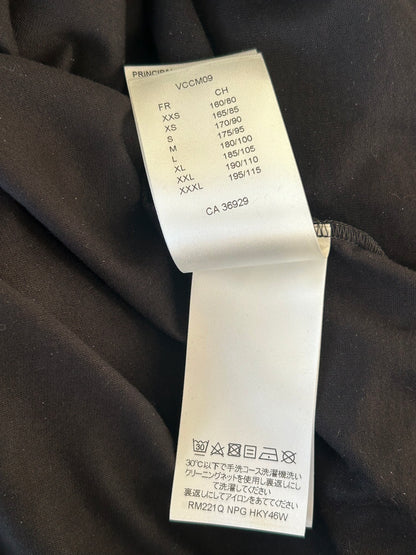 PRINCIPAL
VCCM09
FR CH
XXS 160/80
XS 165/85
S 170/90
M 175/95
L 180/100
XL 185/105
XXL 190/110
XXXL 195/115
CA 36929
30
30℃以下で手洗コース洗濯機洗い
クリーニングネットを使用し裏返しにし
て洗濯してください
裏返しにしてアイロンをあててください
RM221Q NPG HKY46W